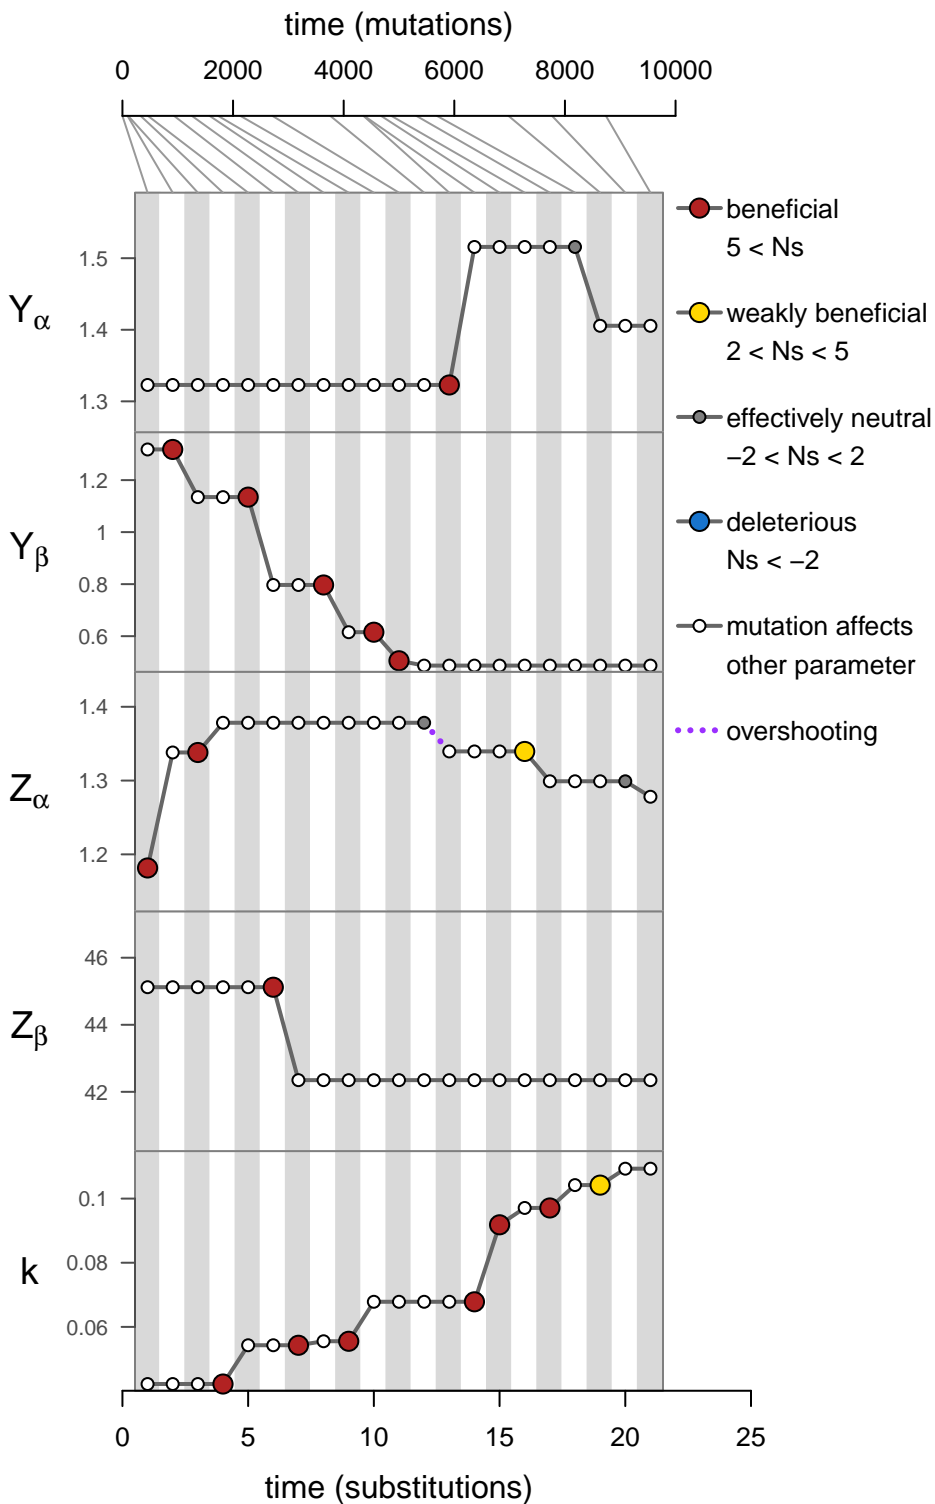 time (mutations)
0 2000 4000 6000 8000 10000
beneficial
5 < Ns
weakly beneficial
2 < Ns < 5
effectively neutral
−2 < Ns < 2
deleterious
Ns < −2
mutation affects
other parameter
overshooting
Yα
1.5
1.4
1.3
Yβ
1.2
1
0.8
0.6
Zα
1.4
1.3
1.2
Zβ
46
44
42
k
0.1
0.08
0.06
0 5 10 15 20 25
time (substitutions)